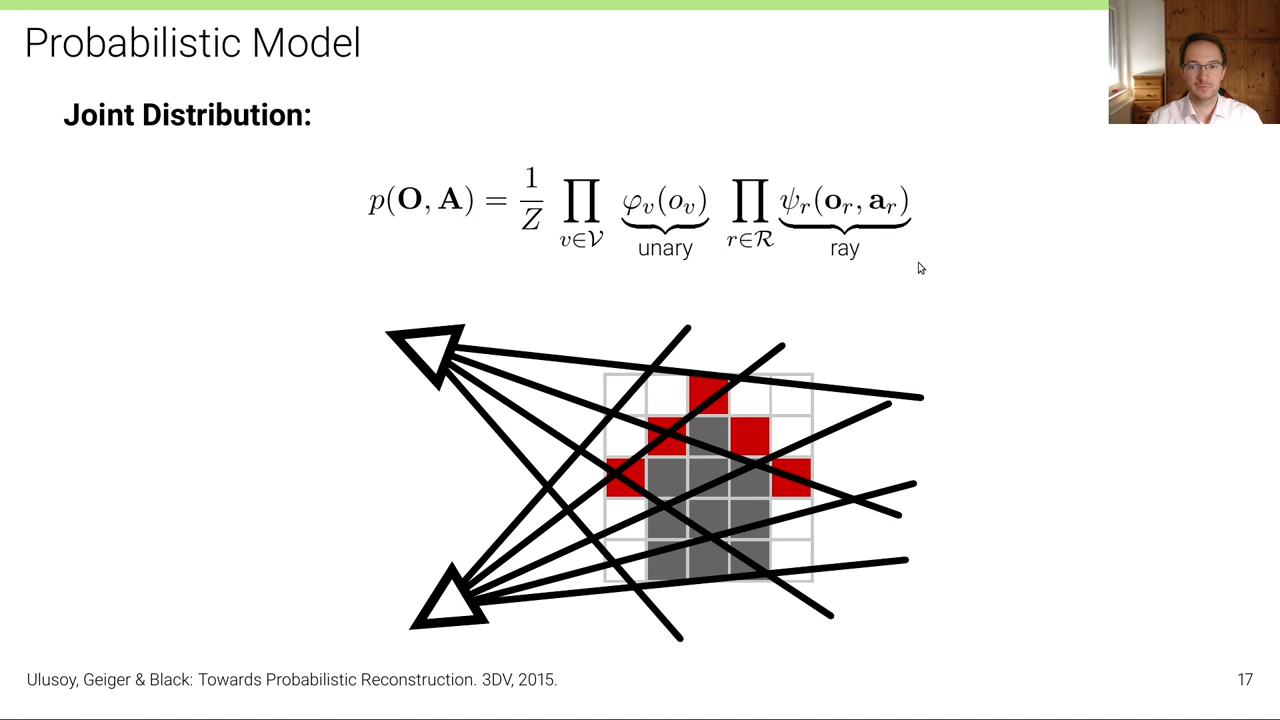 Probabilistic Model
Joint Distribution:
p(O, A) = 1/Z ∏_{v∈𝒱} φ_v(o_v) ∏_{r∈ℛ} ψ_r(o_r, a_r)
unary ray
Ulusoy, Geiger & Black: Towards Probabilistic Reconstruction. 3DV, 2015. 17